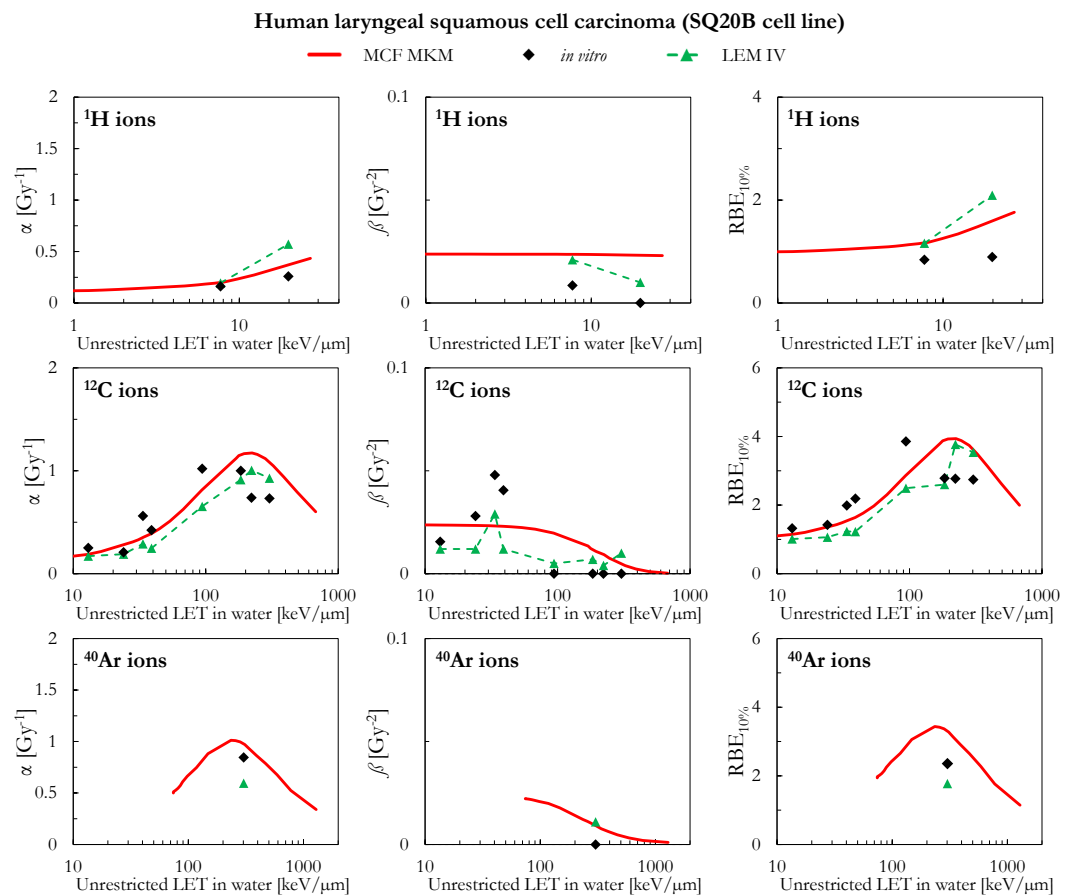 Human laryngeal squamous cell carcinoma (SQ20B cell line)
MCF MKM in vitro LEM IV
2
1.5
1
0.5
0
α [Gy-1]
¹H ions
1 10
Unrestricted LET in water [keV/μm]
0.1
0
β [Gy-2]
¹H ions
1 10
Unrestricted LET in water [keV/μm]
4
2
0
RBE10%
¹H ions
1 10
Unrestricted LET in water [keV/μm]
2
1.5
1
0.5
0
α [Gy-1]
¹²C ions
10 100 1000
Unrestricted LET in water [keV/μm]
0.1
0
β [Gy-2]
¹²C ions
10 100 1000
Unrestricted LET in water [keV/μm]
6
4
2
0
RBE10%
¹²C ions
10 100 1000
Unrestricted LET in water [keV/μm]
2
1.5
1
0.5
0
α [Gy-1]
⁴⁰Ar ions
10 100 1000
Unrestricted LET in water [keV/μm]
0.1
0
β [Gy-2]
⁴⁰Ar ions
10 100 1000
Unrestricted LET in water [keV/μm]
6
4
2
0
RBE10%
⁴⁰Ar ions
10 100 1000
Unrestricted LET in water [keV/μm]